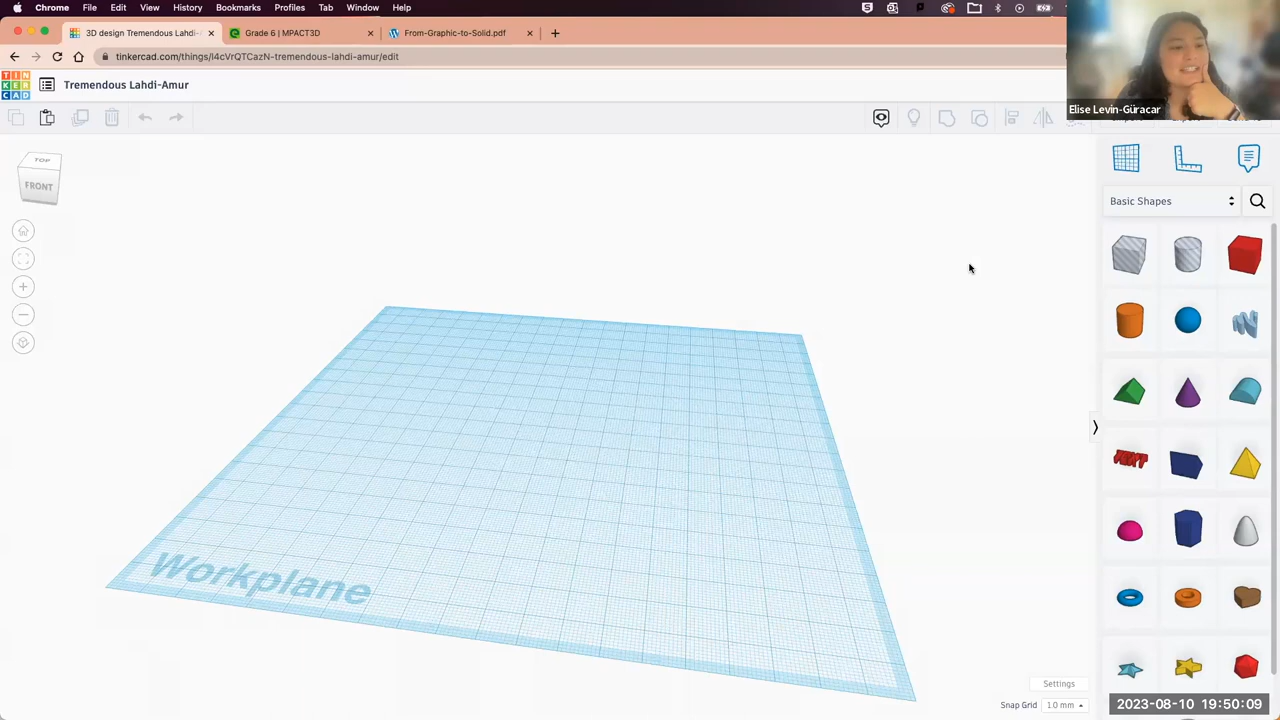 Chrome File Edit View History Bookmarks Profiles Tab Window Help
3D design Tremendous Lahdi- Grade 6 | MPACT3D From-Graphic-to-Solid.pdf
tinkercad.com/things/l4cVrQTCazN-tremendous-lahdi-amur/edit
TIN
KER
CAD
Tremendous Lahdi-Amur
Elise Levin-Güracar
TOP
FRONT
Basic Shapes
TEXT
Workplane
Settings
Snap Grid 1.0 mm
2023-08-10 19:50:09